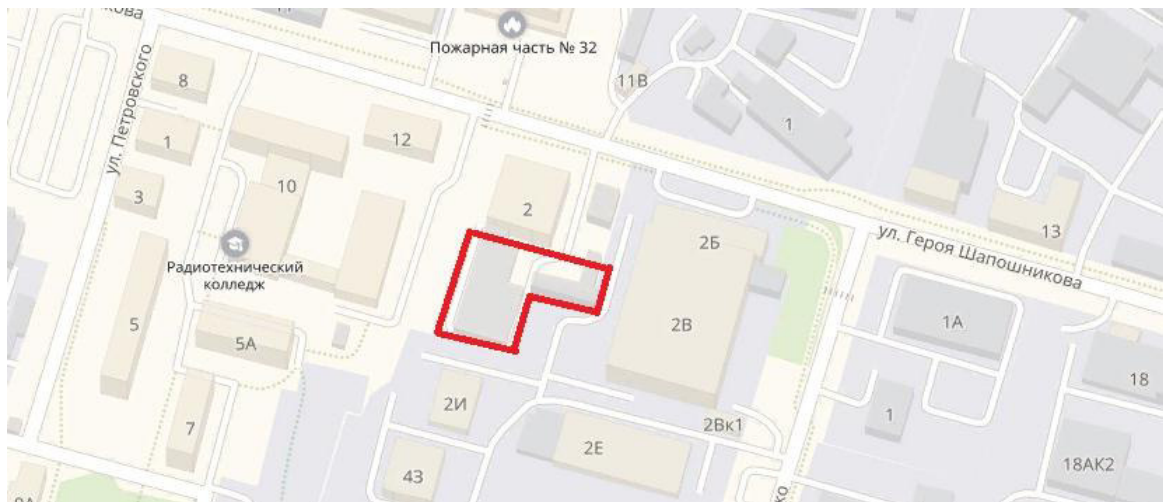 Пожарная часть № 32
11В
8
ул. Петровского
1
12
1
3
10
2
13
ул. Героя Шапошникова
2Б
Радиотехнический
колледж
5
5А
2В
1А
18
2И
1
7
2Вк1
2Е
43
18АК2